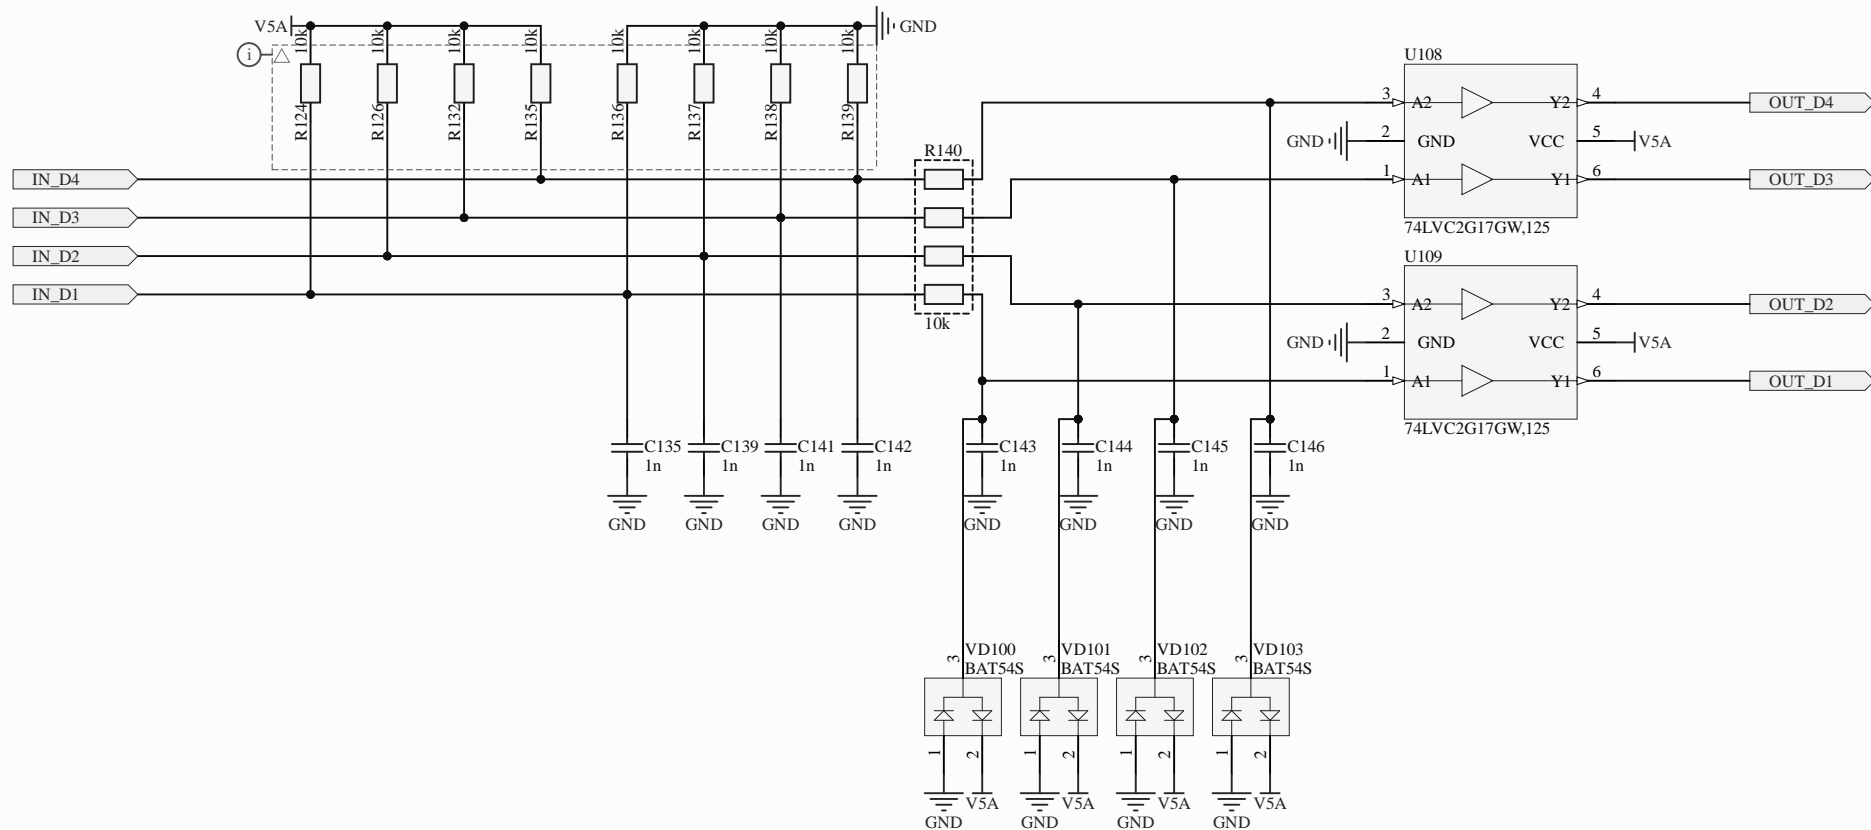 V5A
GND
i
10k
10k
10k
10k
10k
10k
10k
10k
R124
R126
R132
R135
R136
R137
R138
R139
IN_D4
IN_D3
IN_D2
IN_D1
R140
10k
U108
3 A2 Y2 4 OUT_D4
GND 2 GND VCC 5 V5A
1 A1 Y1 6 OUT_D3
74LVC2G17GW,125
U109
3 A2 Y2 4 OUT_D2
GND 2 GND VCC 5 V5A
1 A1 Y1 6 OUT_D1
74LVC2G17GW,125
C135
1n
GND
C139
1n
GND
C141
1n
GND
C142
1n
GND
C143
1n
GND
C144
1n
GND
C145
1n
GND
C146
1n
GND
3
VD100
BAT54S
1
2
GND
V5A
3
VD101
BAT54S
1
2
GND
V5A
3
VD102
BAT54S
1
2
GND
V5A
3
VD103
BAT54S
1
2
GND
V5A